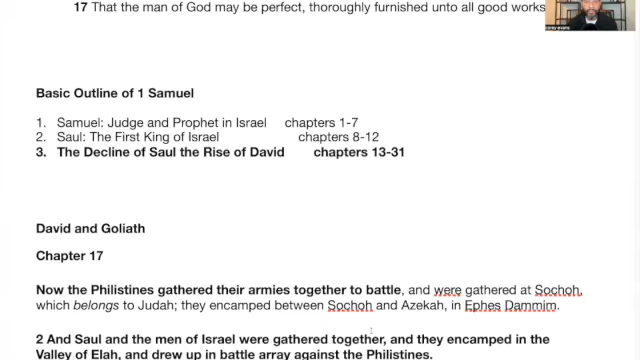 17 That the man of God may be perfect, thoroughly furnished unto all good works
Basic Outline of 1 Samuel
1. Samuel: Judge and Prophet in Israel chapters 1-7
2. Saul: The First King of Israel chapters 8-12
3. The Decline of Saul the Rise of David chapters 13-31
David and Goliath
Chapter 17
Now the Philistines gathered their armies together to battle, and were gathered at Sochoh,
which belongs to Judah; they encamped between Sochoh and Azekah, in Ephes Dammim.
2 And Saul and the men of Israel were gathered together, and they encamped in the
Valley of Elah, and drew up in battle array against the Philistines.